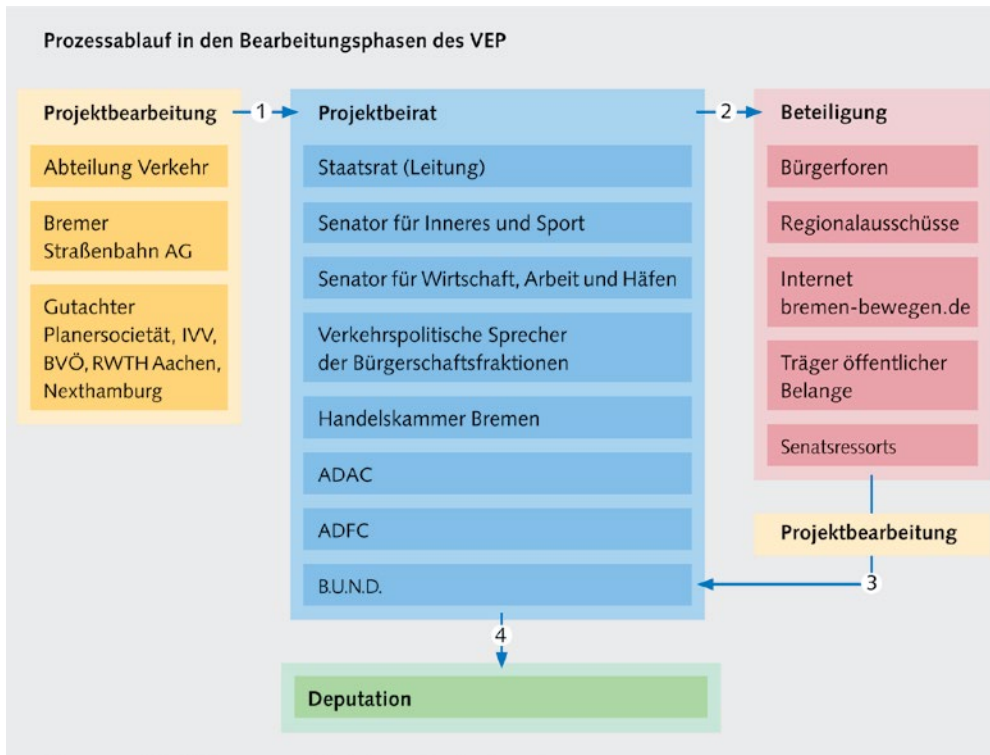 Prozessablauf in den Bearbeitungsphasen des VEP
Projektbearbeitung
Abteilung Verkehr
Bremer
Straßenbahn AG
Gutachter
Planersocietät, IVV,
BVÖ, RWTH Aachen,
Nexthamburg
1
Projektbeirat
Staatsrat (Leitung)
Senator für Inneres und Sport
Senator für Wirtschaft, Arbeit und Häfen
Verkehrspolitische Sprecher
der Bürgerschaftsfraktionen
Handelskammer Bremen
ADAC
ADFC
B.U.N.D.
2
Beteiligung
Bürgerforen
Regionalausschüsse
Internet
bremen-bewegen.de
Träger öffentlicher
Belange
Senatsressorts
Projektbearbeitung
3
4
Deputation